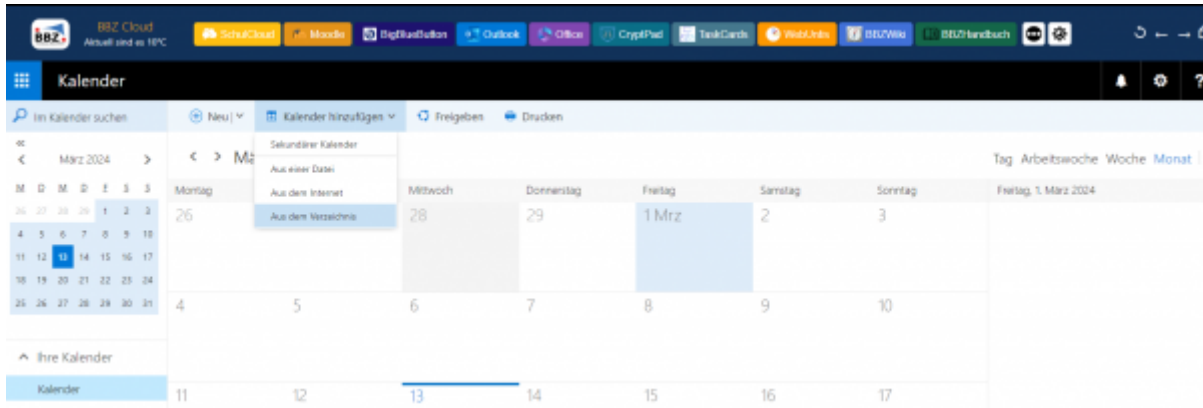 BBZ Cloud
BBZ.
Aktuell sind es 10°C
SchulCloud Moodle BigBlueButton Outlook Office CryptPad TaskCards WebUntis BBZWiki BBZHandbuch
Kalender
?
Im Kalender suchen
Neu
Kalender hinzufügen
Freigeben
Drucken
Sekundärer Kalender
Aus einer Datei
Aus dem Internet
Aus dem Verzeichnis
März 2024
M D M D F S S
26 27 28 29 1 2 3
4 5 6 7 8 9 10
11 12 13 14 15 16 17
18 19 20 21 22 23 24
25 26 27 28 29 30 31
Ihre Kalender
Kalender
Mä
Tag Arbeitswoche Woche Monat
Montag Mittwoch Donnerstag Freitag Samstag Sonntag Freitag, 1. März 2024
26 28 29 1 Mrz 2 3
4 5 6 7 8 9 10
11 12 13 14 15 16 17